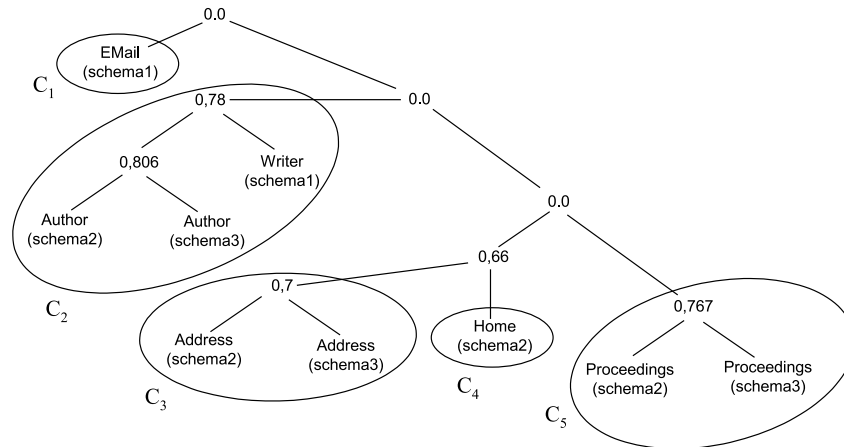 0.0
EMail
(schema1)
C1
0,78
0.0
0,806
Writer
(schema1)
Author
(schema2)
Author
(schema3)
0.0
0,66
C2
0,7
0,767
Address
(schema2)
Address
(schema3)
Home
(schema2)
Proceedings
(schema2)
Proceedings
(schema3)
C3
C4
C5